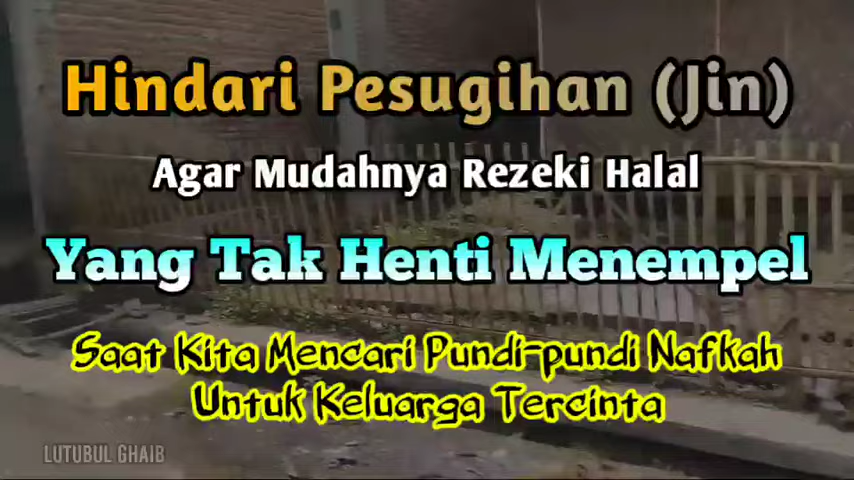 Hindari Pesugihan (Jin)
Agar Mudahnya Rezeki Halal
Yang Tak Henti Menempel
Saat Kita Mencari Pundi-pundi Nafkah
Untuk Keluarga Tercinta
LUTUBUL GHAIB